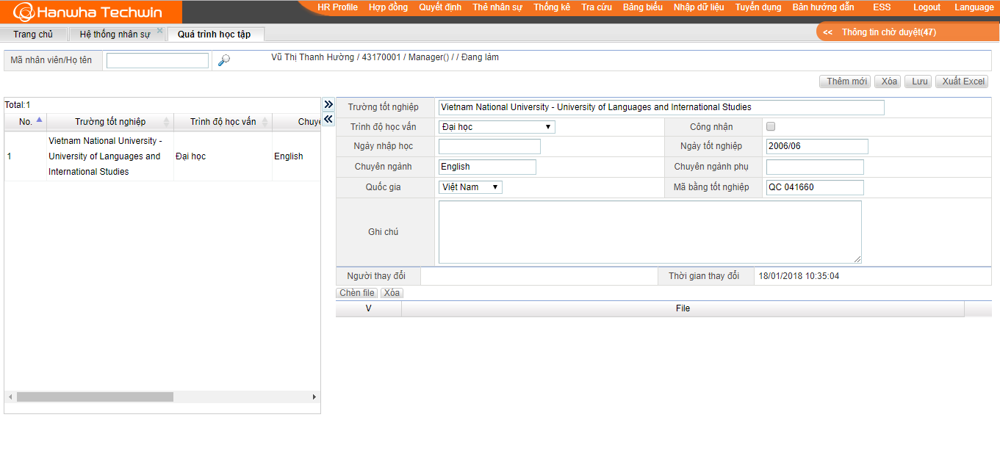 Hanwha Techwin
HR Profile Hợp đồng Quyết định Thẻ nhân sự Thống kê Tra cứu Bảng biểu Nhập dữ liệu Tuyển dụng Bản hướng dẫn ESS Logout Language
Trang chủ Hệ thống nhân sự Quá trình học tập
<< Thông tin chờ duyệt(47)
Mã nhân viên/Họ tên
Vũ Thị Thanh Hường / 43170001 / Manager() / / Đang làm
Thêm mới Xóa Lưu Xuất Excel
Total:1
No. Trường tốt nghiệp Trình độ học vấn Chuyê
1 Vietnam National University - University of Languages and International Studies Đại học English
Trường tốt nghiệp Vietnam National University - University of Languages and International Studies
Trình độ học vấn Đại học Công nhận
Ngày nhập học Ngày tốt nghiệp 2006/06
Chuyên ngành English Chuyên ngành phụ
Quốc gia Việt Nam Mã bằng tốt nghiệp QC 041660
Ghi chú
Người thay đổi Thời gian thay đổi 18/01/2018 10:35:04
Chèn file Xóa
V File